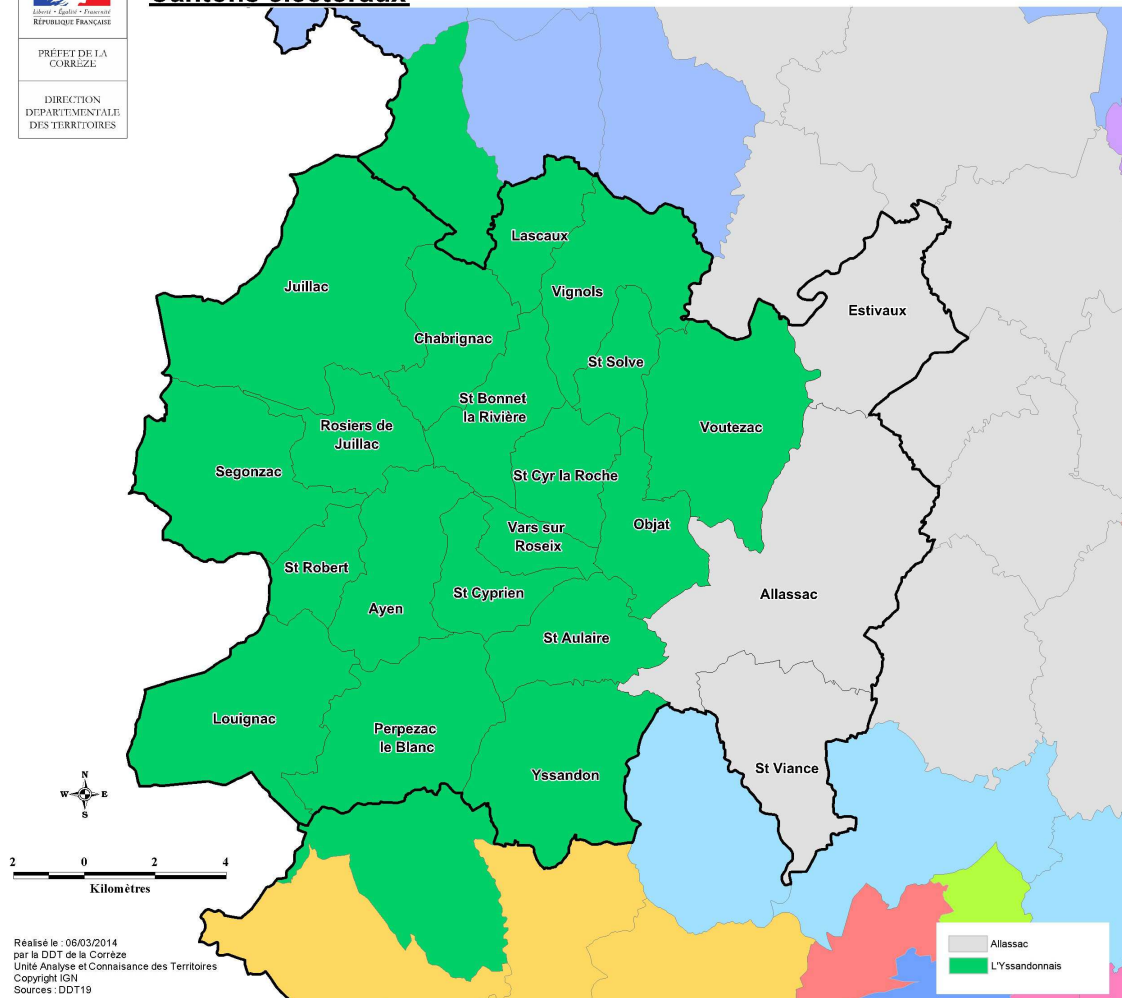 Cantons électoraux
Liberté • Égalité • Fraternité
RÉPUBLIQUE FRANÇAISE
PRÉFET DE LA
CORRÈZE
DIRECTION
DEPARTEMENTALE
DES TERRITOIRES
Lascaux
Juillac
Vignols
Estivaux
Chabrignac
St Solve
St Bonnet
la Rivière
Rosiers de
Juillac
Voutezac
Segonzac
St Cyr la Roche
Vars sur
Roseix
Objat
St Robert
Ayen
St Cyprien
Allassac
St Aulaire
Louignac
Perpezac
le Blanc
Yssandon
St Viance
N
W E
S
2 0 2 4
Kilomètres
Réalisé le : 06/03/2014
par la DDT de la Corrèze
Unité Analyse et Connaisance des Territoires
Copyright IGN
Sources : DDT19
Allassac
L'Yssandonnais